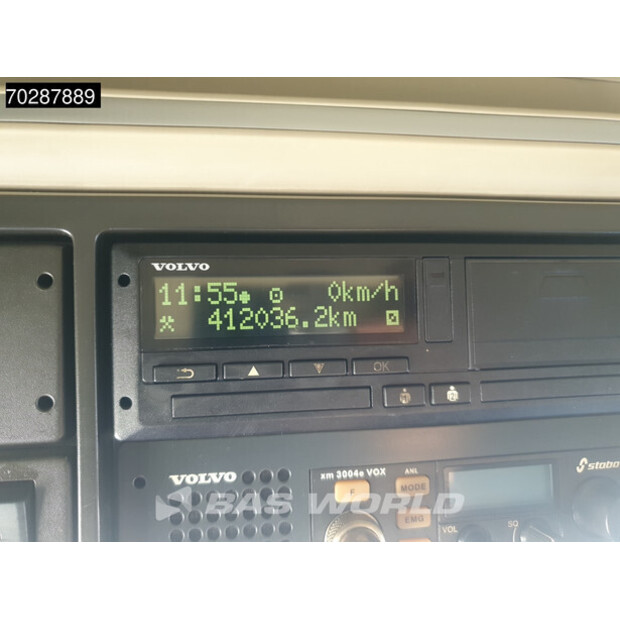 70287889
VOLVO
11:55 0km/h
412036.2km
OK
VOLVO
xm 3004e VOX
ANL
F
MODE
EMG
VOL
SQ
stabo
BAS WORLD